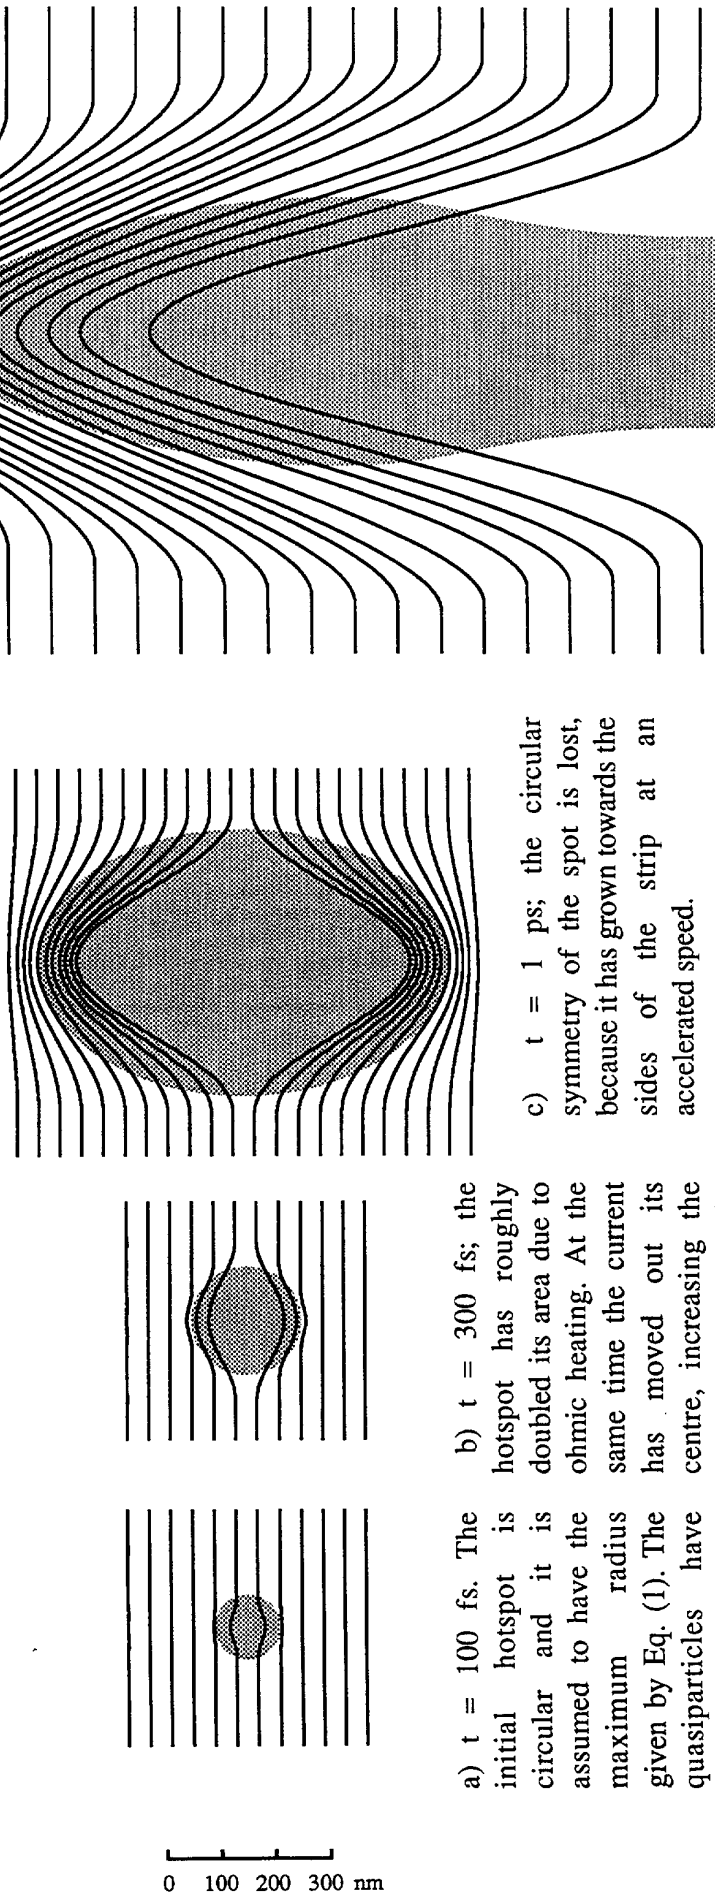 0 100 200 300 nm
a) t = 100 fs. The
initial hotspot is
circular and it is
assumed to have the
maximum radius
given by Eq. (1). The
quasiparticles have
b) t = 300 fs; the
hotspot has roughly
doubled its area due to
ohmic heating. At the
same time the current
has moved out its
centre, increasing the
c) t = 1 ps; the circular
symmetry of the spot is lost,
because it has grown towards the
sides of the strip at an
accelerated speed.